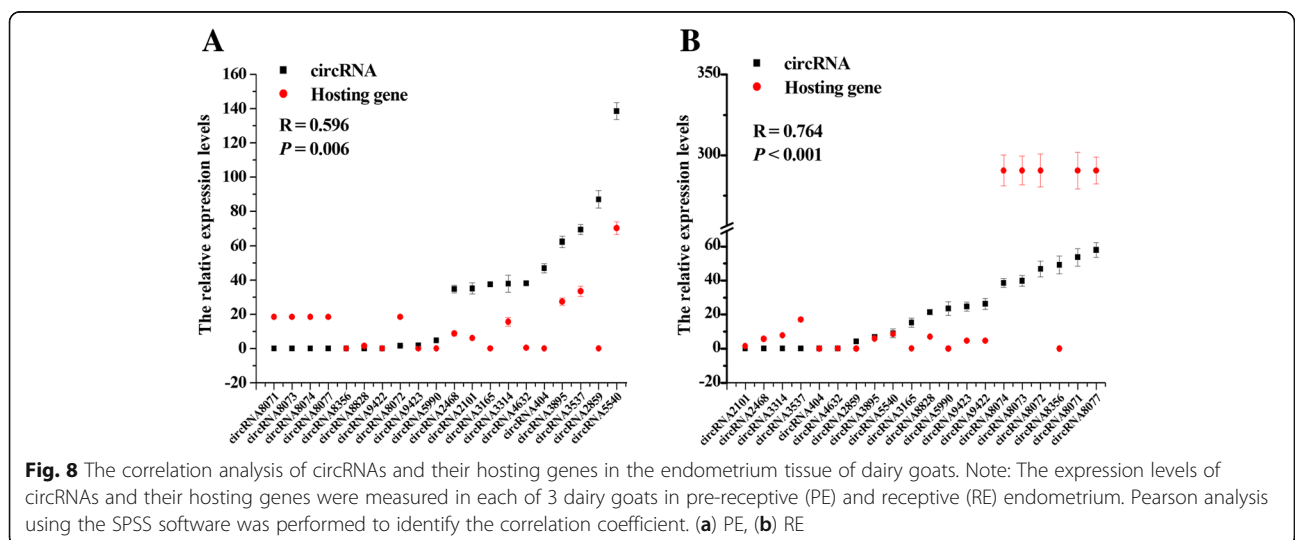 A
circRNA
Hosting gene
R = 0.596
P = 0.006
The relative expression levels
160
140
120
100
80
60
40
20
0
-20
circRNA8071
circRNA8073
circRNA8074
circRNA8077
circRNA8356
circRNA8828
circRNA9422
circRNA8072
circRNA9423
circRNA5990
circRNA2468
circRNA2101
circRNA3165
circRNA3314
circRNA4632
circRNA404
circRNA3895
circRNA3537
circRNA2859
circRNA5540
B
circRNA
Hosting gene
R = 0.764
P < 0.001
The relative expression levels
350
300
60
40
20
0
-20
circRNA2101
circRNA2468
circRNA3314
circRNA3537
circRNA404
circRNA4632
circRNA2859
circRNA3895
circRNA5540
circRNA3165
circRNA8828
circRNA5990
circRNA9423
circRNA9422
circRNA8074
circRNA8073
circRNA8072
circRNA8356
circRNA8071
circRNA8077
Fig. 8 The correlation analysis of circRNAs and their hosting genes in the endometrium tissue of dairy goats. Note: The expression levels of
circRNAs and their hosting genes were measured in each of 3 dairy goats in pre-receptive (PE) and receptive (RE) endometrium. Pearson analysis
using the SPSS software was performed to identify the correlation coefficient. (a) PE, (b) RE